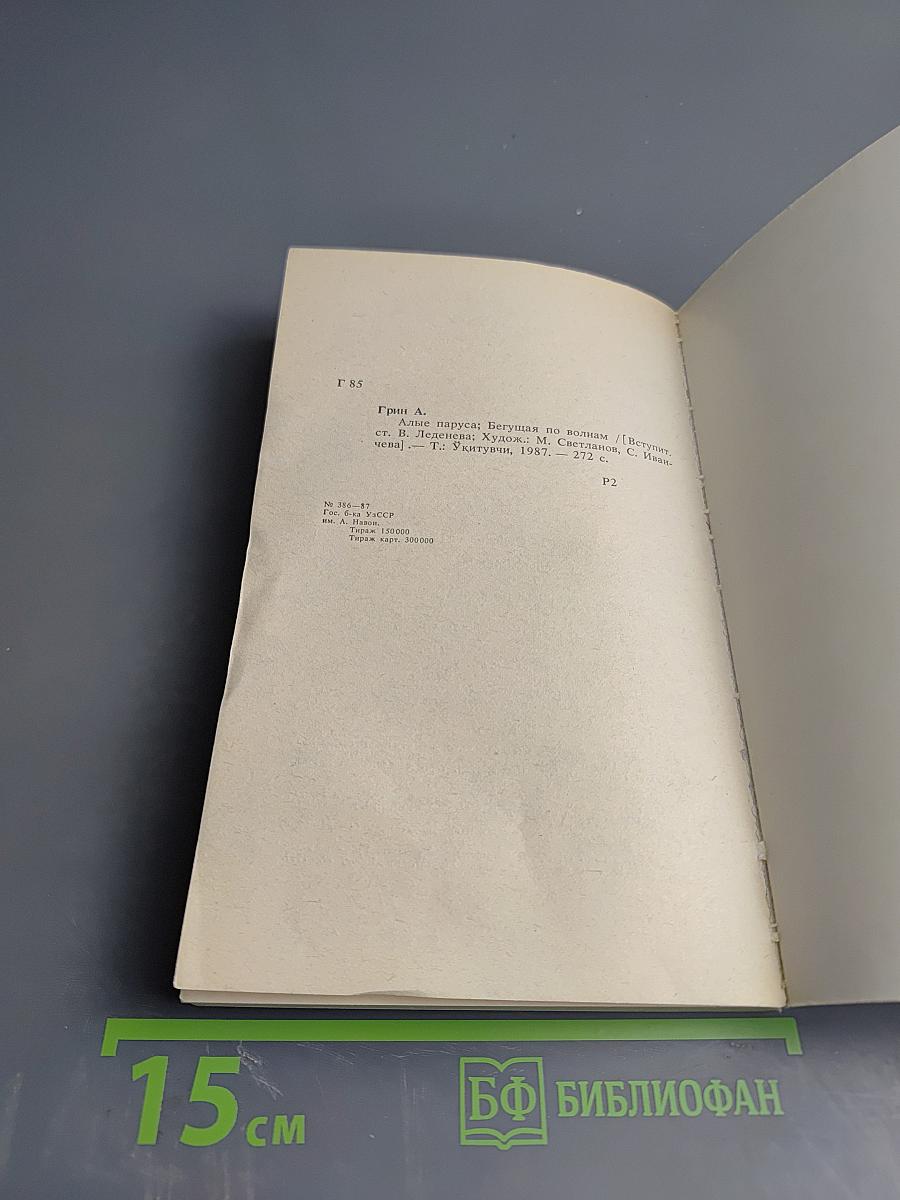 Г 85
Грин А.
Алые паруса; Бегущая по волнам /[Вступит.
ст. В. Леденева; Худож.: М. Светланов, С. Иван-
чева].— Т.: Ўқитувчи, 1987. — 272 с.
Р2
№ 386—87
Гос. б-ка УзССР
им. А. Навои.
Тираж 150000
Тираж карт. 300000
15 см
БФ БИБЛИОФАН